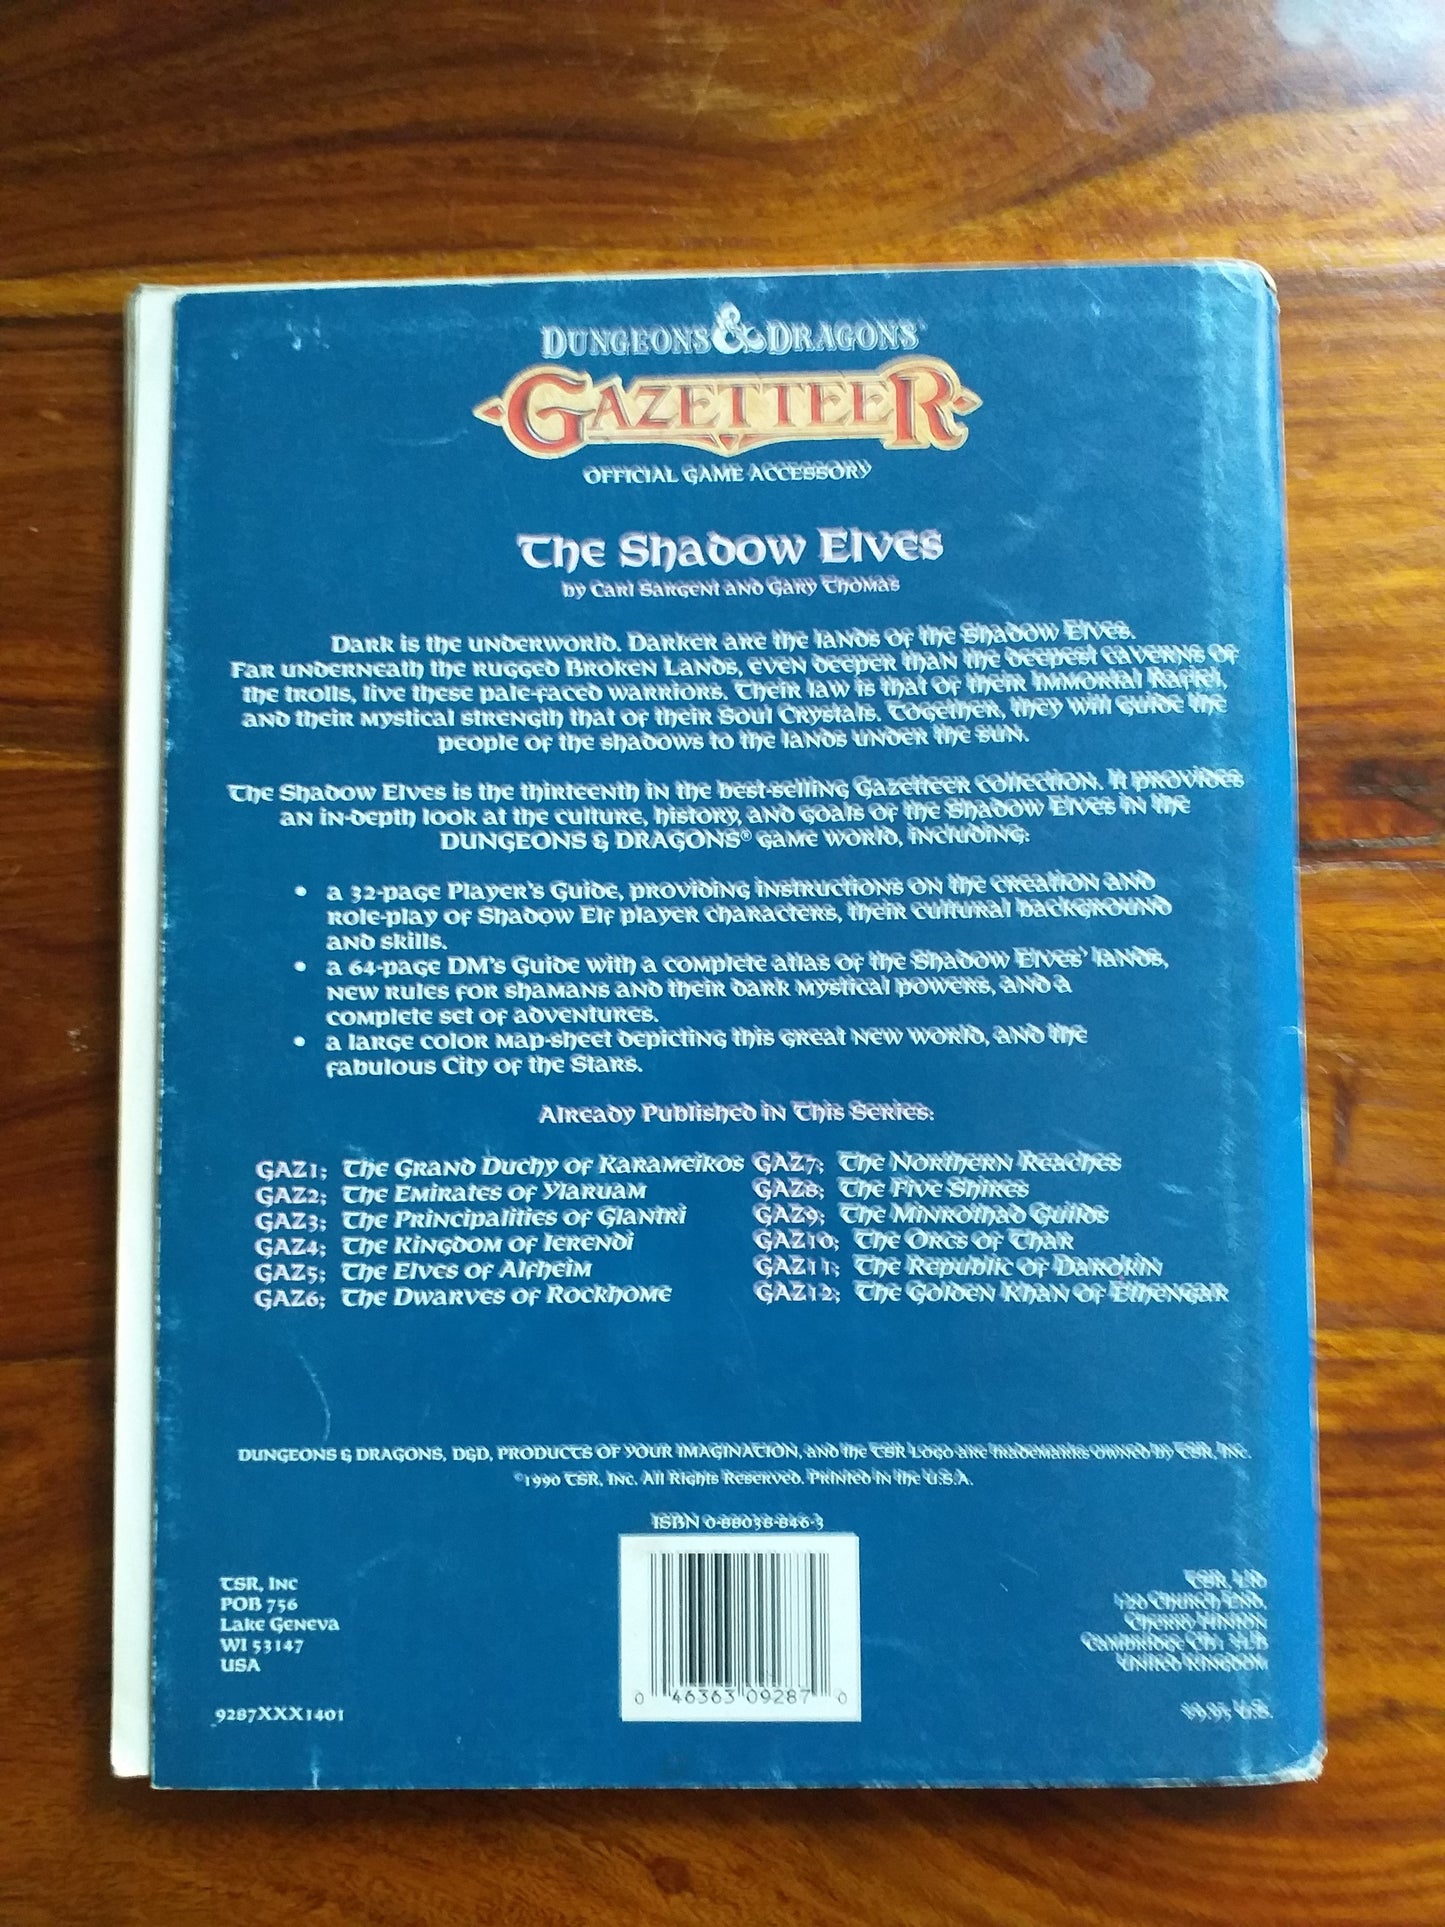 DUNGEONS & DRAGONS®
GAZETTEER
OFFICIAL GAME ACCESSORY
The Shadow Elves
by Carl Sargent and Gary Thomas
Dark is the underworld. Darker are the lands of the Shadow Elves.
Far underneath the rugged Broken Lands, even deeper than the deepest caverns of
the trolls, live these pale-faced warriors. Their law is that of their Immortal Rafiel,
and their mystical strength that of their Soul Crystals. Together, they will guide the
people of the shadows to the lands under the sun.
The Shadow Elves is the thirteenth in the best-selling Gazetteer collection. It provides
an in-depth look at the culture, history, and goals of the Shadow Elves in the
DUNGEONS & DRAGONS® game world, including:
• a 32-page Player's Guide, providing instructions on the creation and
role-play of Shadow Elf player characters, their cultural background
and skills.
• a 64-page DM's Guide with a complete atlas of the Shadow Elves' lands,
new rules for shamans and their dark mystical powers, and a
complete set of adventures.
• a large color map-sheet depicting this great new world, and the
fabulous City of the Stars.
Already Published in This Series:
GAZ1; The Grand Duchy of Karameikos
GAZ2; The Emirates of Ylaruam
GAZ3; The Principalities of Glantri
GAZ4; The Kingdom of Ierendi
GAZ5; The Elves of Alfheim
GAZ6; The Dwarves of Rockhome
GAZ7; The Northern Reaches
GAZ8; The Five Shires
GAZ9; The Minrothad Guilds
GAZ10; The Orcs of Thar
GAZ11; The Republic of Darokin
GAZ12; The Golden Khan of Ethengar
DUNGEONS & DRAGONS, D&D, PRODUCTS OF YOUR IMAGINATION, and the TSR Logo are trademarks owned by TSR, Inc.
©1990 TSR, Inc. All Rights Reserved. Printed in the U.S.A.
ISBN 0-88038-846-3
0 46363 09287 0
TSR, Inc
POB 756
Lake Geneva
WI 53147
USA
9287XXX1401
TSR, Ltd
120 Church End,
Cherry Hinton
Cambridge CB1 3LB
United Kingdom
$9.95 U.S.